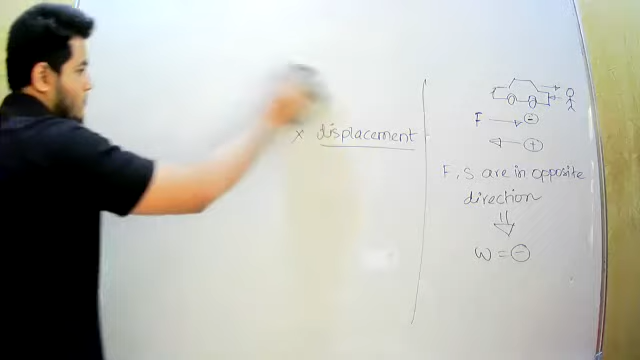 × displacement
F → ⊖
← ⊕
F, S are in opposite
direction
⇓
W = ⊖